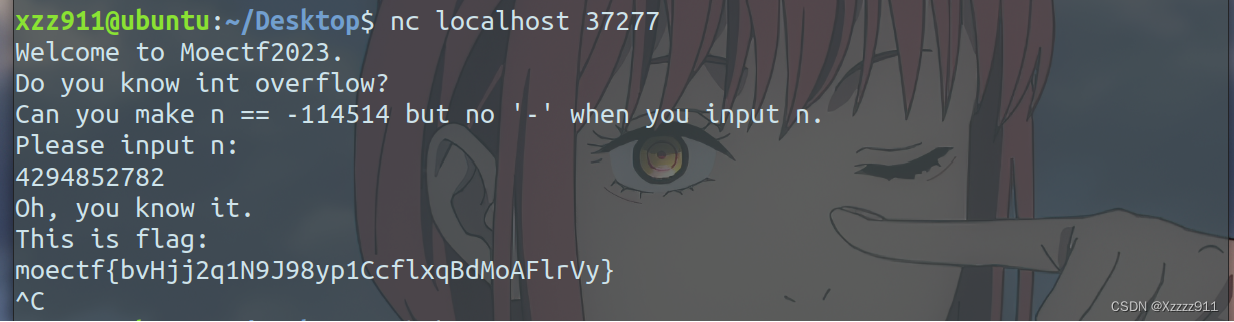 xzz911@ubuntu:~/Desktop$ nc localhost 37277
Welcome to Moectf2023.
Do you know int overflow?
Can you make n == -114514 but no '-' when you input n.
Please input n:
4294852782
Oh, you know it.
This is flag:
moectf{bvHjj2q1N9J98yp1CcflxqBdMoAFlrVy}
^C
CSDN @Xzzzz911